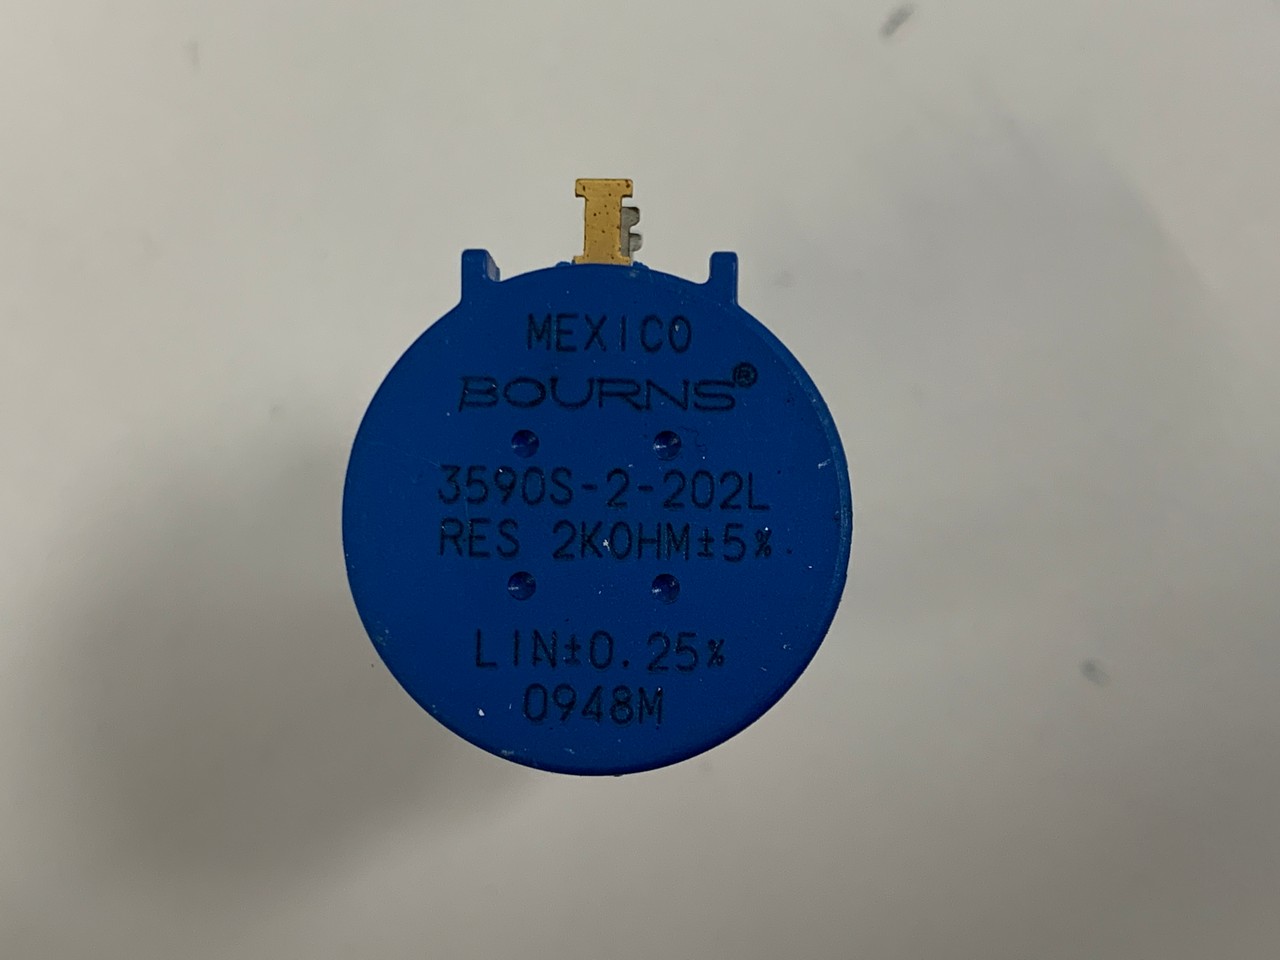 MEXICO
BOURNS®
3590S-2-202L
RES 2KOHM±5%
LIN±0.25%
0948M